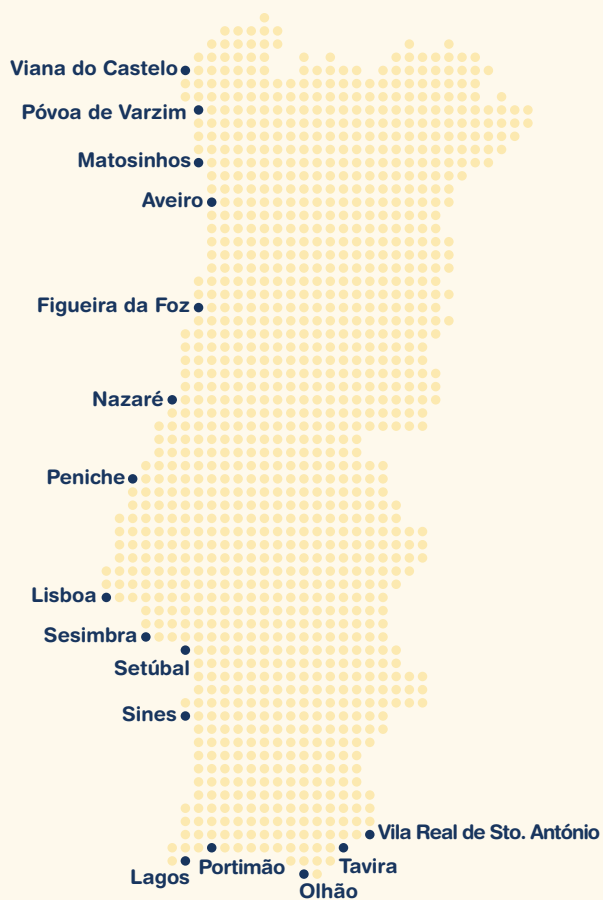 Viana do Castelo
Póvoa de Varzim
Matosinhos
Aveiro
Figueira da Foz
Nazaré
Peniche
Lisboa
Sesimbra
Setúbal
Sines
Vila Real de Sto. António
Portimão
Tavira
Lagos
Olhão